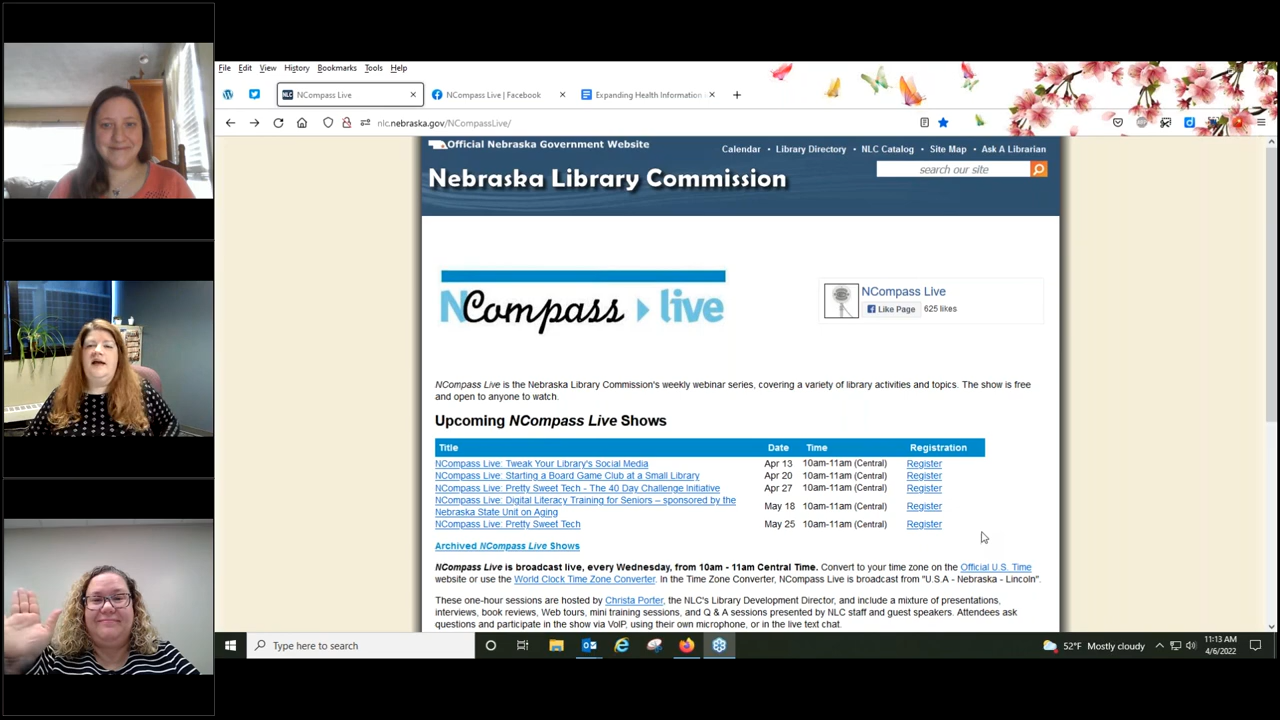 File Edit View History Bookmarks Tools Help
NCompass Live
NCompass Live | Facebook
Expanding Health Information
nlc.nebraska.gov/NCompassLive/
Official Nebraska Government Website
Calendar • Library Directory • NLC Catalog • Site Map • Ask A Librarian
Nebraska Library Commission
search our site
NCompass live
NCompass Live
Like Page 625 likes
NCompass Live is the Nebraska Library Commission's weekly webinar series, covering a variety of library activities and topics. The show is free
and open to anyone to watch.
Upcoming NCompass Live Shows
Title Date Time Registration
NCompass Live: Tweak Your Library's Social Media Apr 13 10am-11am (Central) Register
NCompass Live: Starting a Board Game Club at a Small Library Apr 20 10am-11am (Central) Register
NCompass Live: Pretty Sweet Tech - The 40 Day Challenge Initiative Apr 27 10am-11am (Central) Register
NCompass Live: Digital Literacy Training for Seniors – sponsored by the
Nebraska State Unit on Aging May 18 10am-11am (Central) Register
NCompass Live: Pretty Sweet Tech May 25 10am-11am (Central) Register
Archived NCompass Live Shows
NCompass Live is broadcast live, every Wednesday, from 10am - 11am Central Time. Convert to your time zone on the Official U.S. Time
website or use the World Clock Time Zone Converter. In the Time Zone Converter, NCompass Live is broadcast from "U.S.A - Nebraska - Lincoln".
These one-hour sessions are hosted by Christa Porter, the NLC's Library Development Director, and include a mixture of presentations,
interviews, book reviews, Web tours, mini training sessions, and Q & A sessions presented by NLC staff and guest speakers. Attendees ask
questions and participate in the show via VoIP, using their own microphone, or in the live text chat.
Type here to search
52°F Mostly cloudy
11:13 AM
4/6/2022